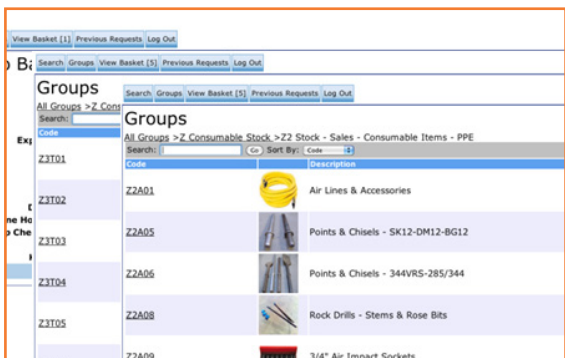 View Basket [1] Previous Requests Log Out
Search Groups View Basket [5] Previous Requests Log Out
Groups
All Groups >Z Cons
Search:
Code
Z3T01
Z3T02
Z3T03
Z3T04
Z3T05
Search Groups View Basket [5] Previous Requests Log Out
Groups
All Groups >Z Consumable Stock >Z2 Stock - Sales - Consumable Items - PPE
Search: Go Sort By: Code
Code Description
Z2A01 Air Lines & Accessories
Z2A05 Points & Chisels - SK12-DM12-BG12
Z2A06 Points & Chisels - 344VRS-285/344
Z2A08 Rock Drills - Stems & Rose Bits
Z2A09 3/4" Air Impact Sockets